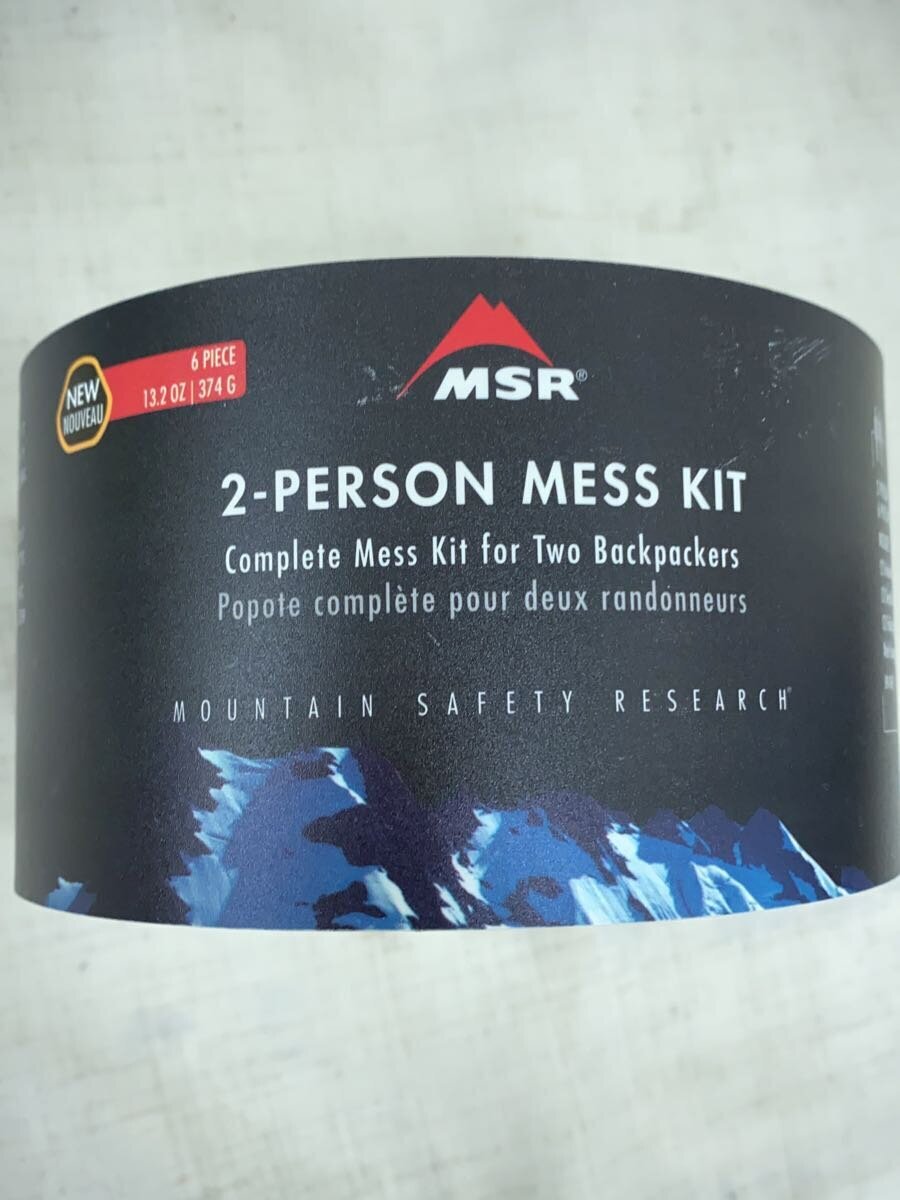 NEW
NOUVEAU
6 PIECE
13.2 OZ | 374 G
MSR®
2-PERSON MESS KIT
Complete Mess Kit for Two Backpackers
Popote complète pour deux randonneurs
MOUNTAIN SAFETY RESEARCH®